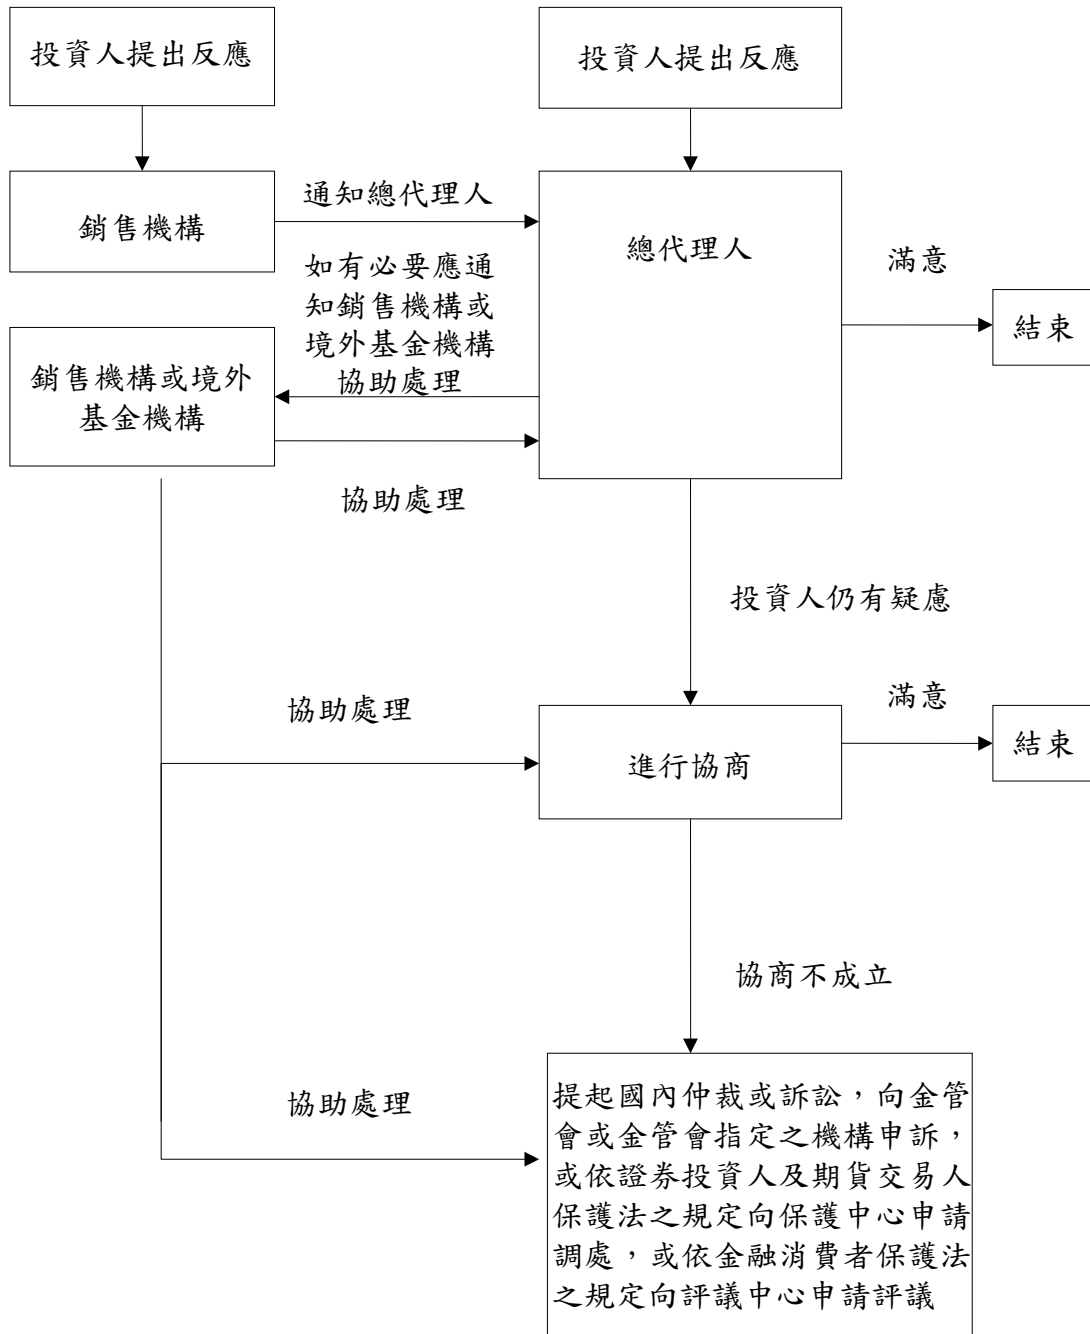 投資人提出反應
投資人提出反應
銷售機構
通知總代理人
總代理人
滿意
結束
如有必要應通
知銷售機構或
境外基金機構
協助處理
銷售機構或境外
基金機構
協助處理
投資人仍有疑慮
協助處理
進行協商
滿意
結束
協商不成立
協助處理
提起國內仲裁或訴訟，向金管
會或金管會指定之機構申訴，
或依證券投資人及期貨交易人
保護法之規定向保護中心申請
調處，或依金融消費者保護法
之規定向評議中心申請評議